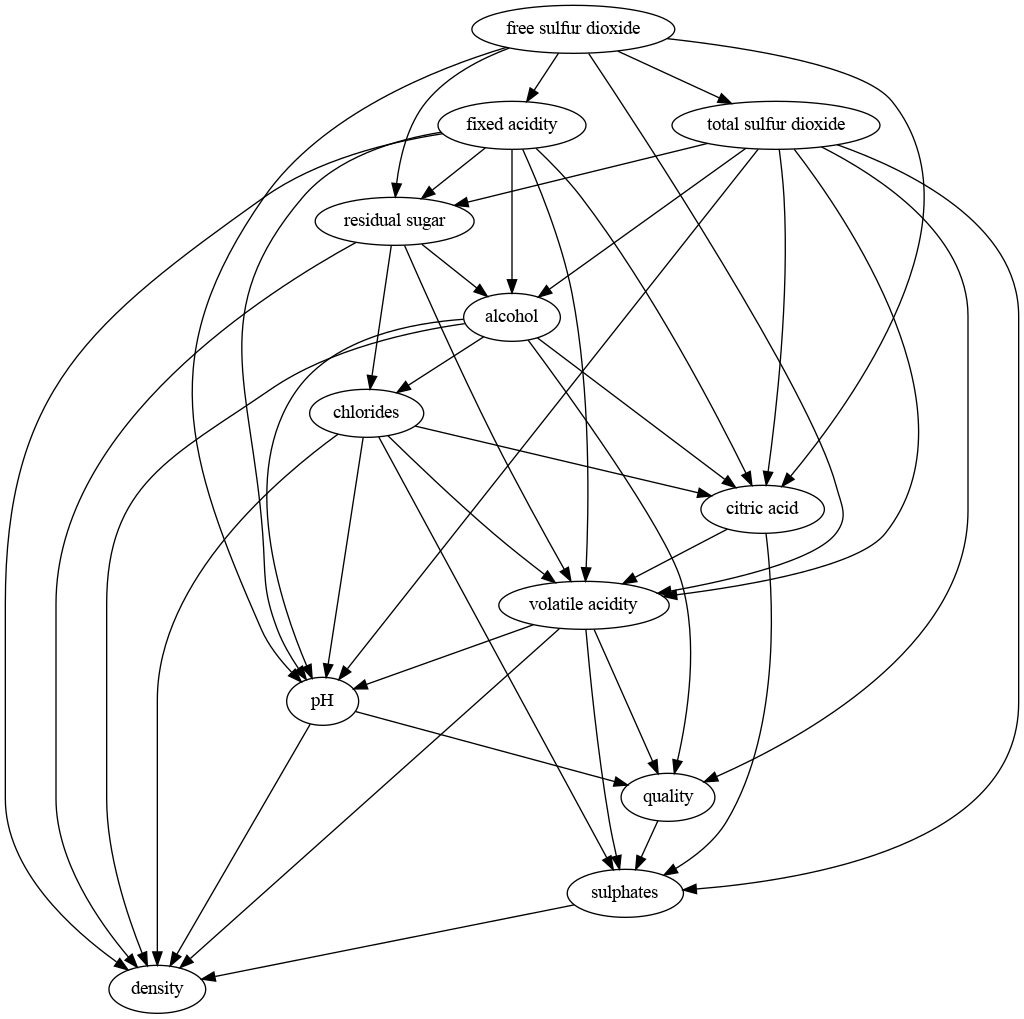 free sulfur dioxide
fixed acidity
total sulfur dioxide
residual sugar
alcohol
chlorides
citric acid
volatile acidity
pH
quality
sulphates
density